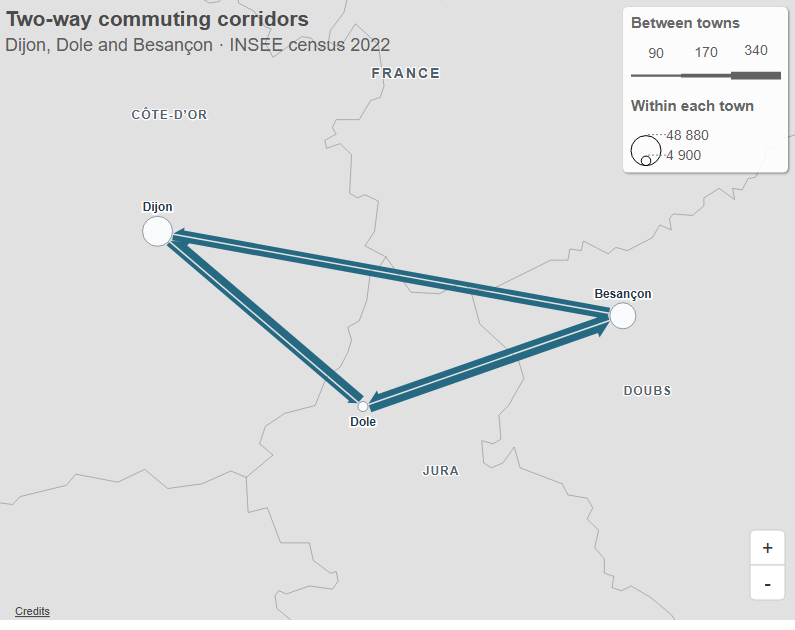 Two-way commuting corridors
Dijon, Dole and Besançon · INSEE census 2022
Between towns
90 170 340
Within each town
48 880
4 900
FRANCE
CÔTE-D'OR
Dijon
Besançon
DOUBS
Dole
JURA
+
-
Credits